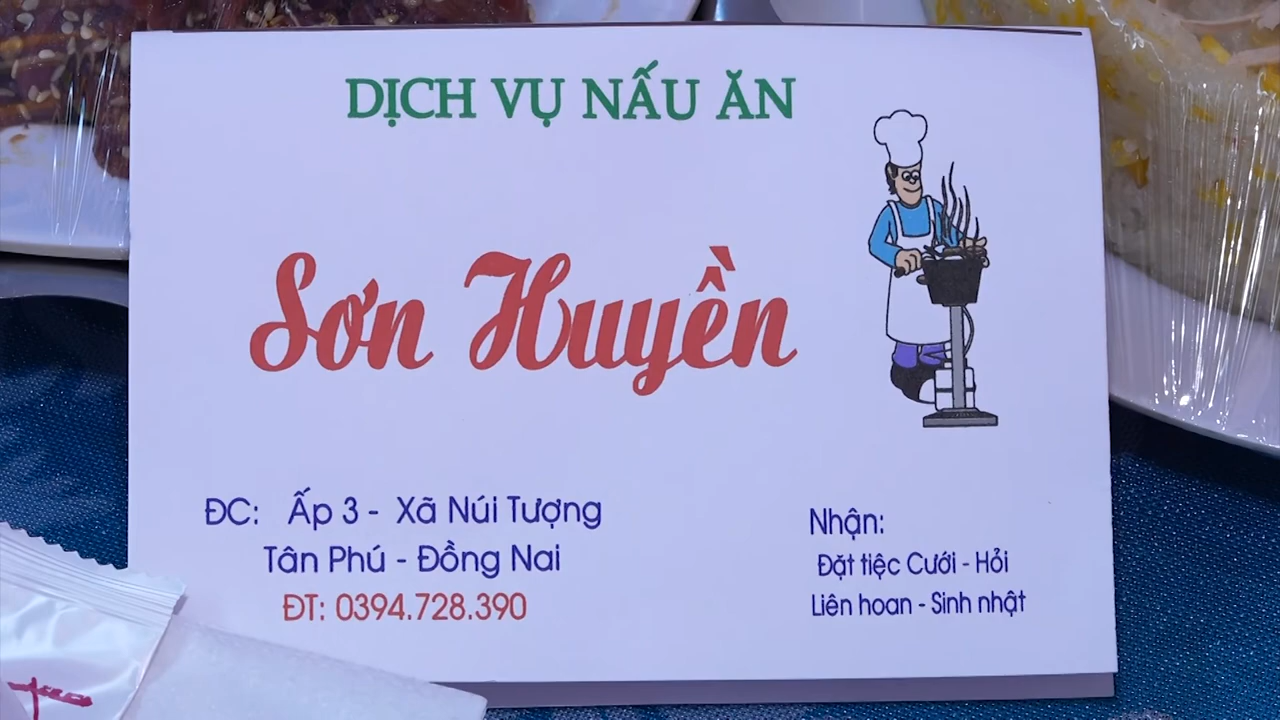 DỊCH VỤ NẤU ĂN
Sơn Huyền
ĐC: Ấp 3 - Xã Núi Tượng
Tân Phú - Đồng Nai
ĐT: 0394.728.390
Nhận:
Đặt tiệc Cưới - Hỏi
Liên hoan - Sinh nhật